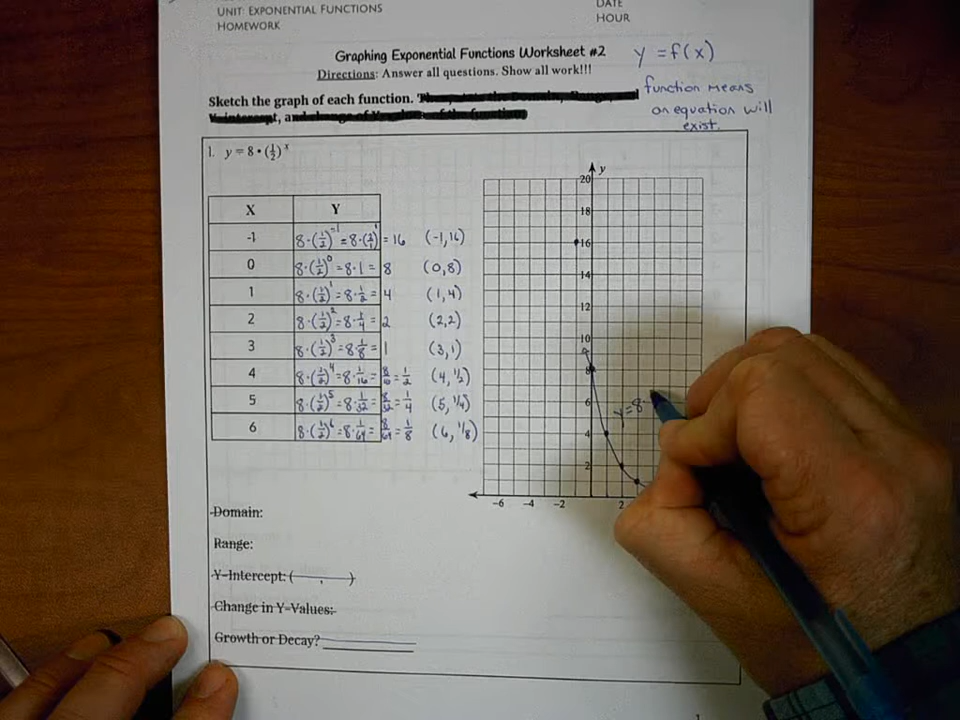 UNIT: EXPONENTIAL FUNCTIONS
DATE
HOMEWORK
HOUR
Graphing Exponential Functions Worksheet #2
y = f(x)
Directions: Answer all questions. Show all work!!!
function means
an equation will
exist.
Sketch the graph of each function.
1. y = 8 • (1/2)^x
y
X Y
-1 8·(1/2)^-1 = 8·(2/1)^1 = 16 (-1,16)
0 8·(1/2)^0 = 8·1 = 8 (0,8)
1 8·(1/2)^1 = 8·1/2 = 4 (1,4)
2 8·(1/2)^2 = 8·1/4 = 2 (2,2)
3 8·(1/2)^3 = 8·1/8 = 1 (3,1)
4 8·(1/2)^4 = 8·1/16 = 8/16 = 1/2 (4,1/2)
5 8·(1/2)^5 = 8·1/32 = 8/32 = 1/4 (5,1/4)
6 8·(1/2)^6 = 8·1/64 = 8/64 = 1/8 (6,1/8)
20
18
16
14
12
10
8
6
4
2
y=8
-6 -4 -2 2
Domain:
Range:
Y-Intercept: ( , )
Change in Y-Values:
Growth or Decay?